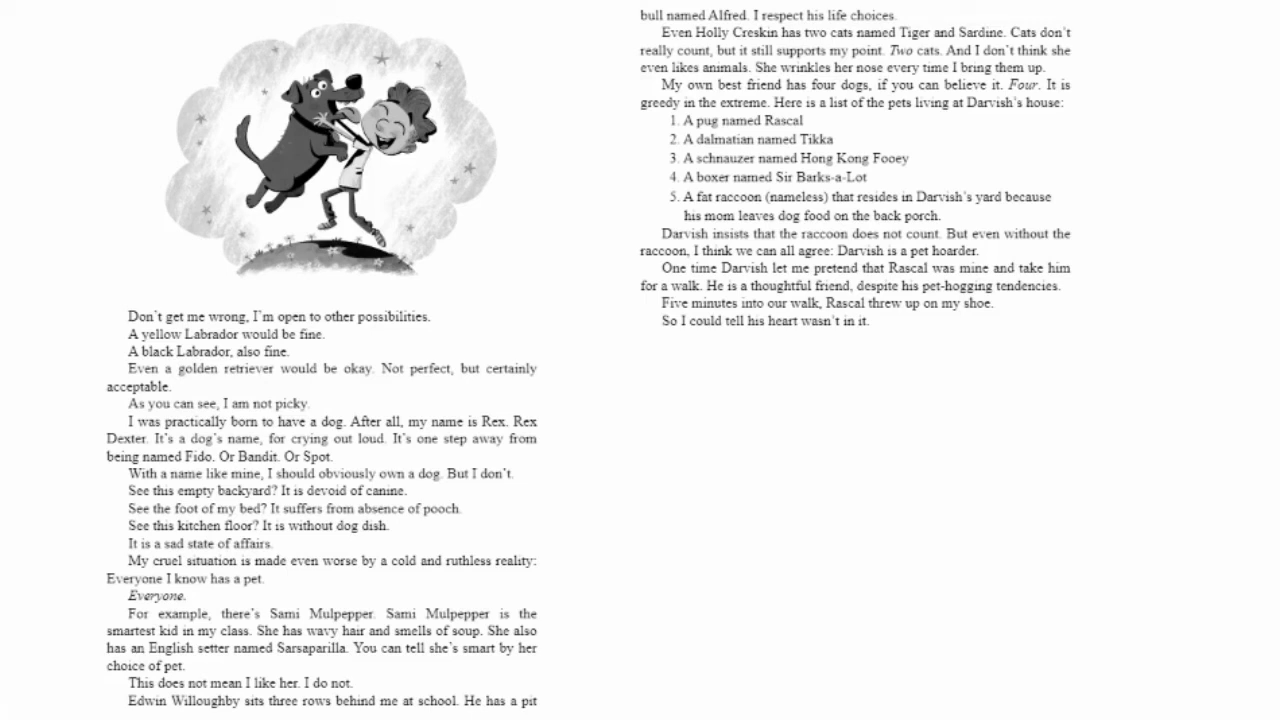 Don't get me wrong, I'm open to other possibilities.
A yellow Labrador would be fine.
A black Labrador, also fine.
Even a golden retriever would be okay. Not perfect, but certainly
acceptable.
As you can see, I am not picky.
I was practically born to have a dog. After all, my name is Rex. Rex
Dexter. It's a dog's name, for crying out loud. It's one step away from
being named Fido. Or Bandit. Or Spot.
With a name like mine, I should obviously own a dog. But I don't.
See this empty backyard? It is devoid of canine.
See the foot of my bed? It suffers from absence of pooch.
See this kitchen floor? It is without dog dish.
It is a sad state of affairs.
My cruel situation is made even worse by a cold and ruthless reality:
Everyone I know has a pet.
Everyone.
For example, there's Sami Mulpepper. Sami Mulpepper is the
smartest kid in my class. She has wavy hair and smells of soup. She also
has an English setter named Sarsaparilla. You can tell she's smart by her
choice of pet.
This does not mean I like her. I do not.
Edwin Willoughby sits three rows behind me at school. He has a pit
bull named Alfred. I respect his life choices.
Even Holly Creskin has two cats named Tiger and Sardine. Cats don't
really count, but it still supports my point. Two cats. And I don't think she
even likes animals. She wrinkles her nose every time I bring them up.
My own best friend has four dogs, if you can believe it. Four. It is
greedy in the extreme. Here is a list of the pets living at Darvish's house:
1. A pug named Rascal
2. A dalmatian named Tikka
3. A schnauzer named Hong Kong Fooey
4. A boxer named Sir Barks-a-Lot
5. A fat raccoon (nameless) that resides in Darvish's yard because
his mom leaves dog food on the back porch.
Darvish insists that the raccoon does not count. But even without the
raccoon, I think we can all agree: Darvish is a pet hoarder.
One time Darvish let me pretend that Rascal was mine and take him
for a walk. He is a thoughtful friend, despite his pet-hogging tendencies.
Five minutes into our walk, Rascal threw up on my shoe.
So I could tell his heart wasn't in it.